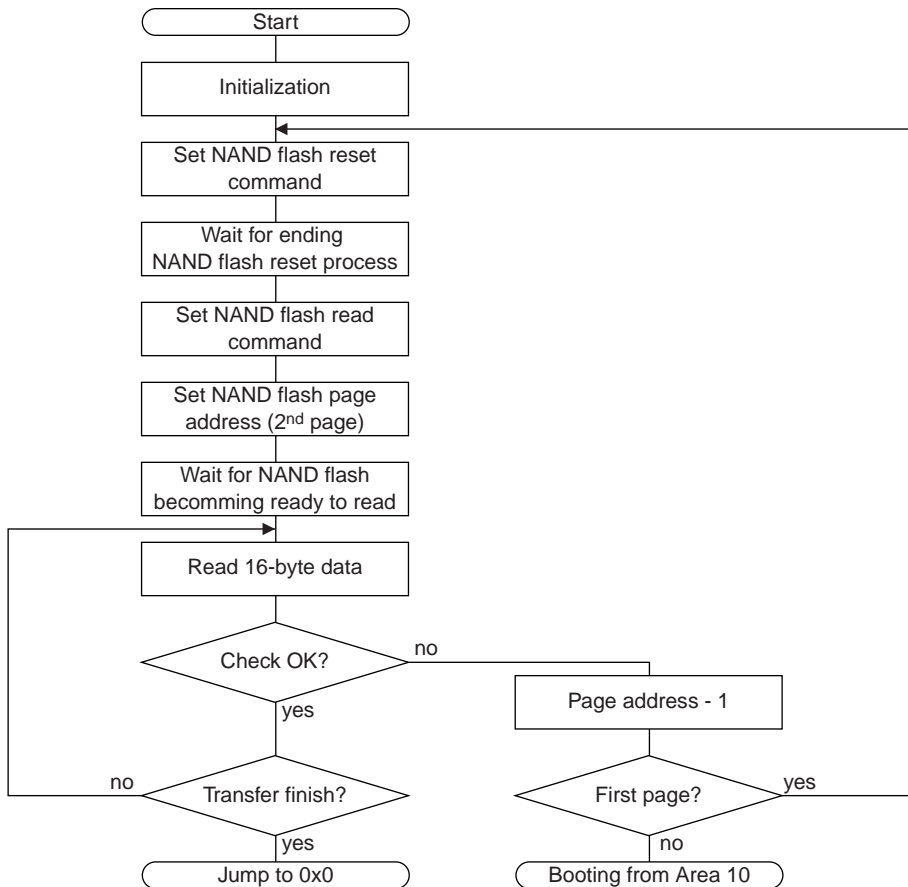 Start
Initialization
Set NAND flash reset
command
Wait for ending
NAND flash reset process
Set NAND flash read
command
Set NAND flash page
address (2nd page)
Wait for NAND flash
becomming ready to read
Read 16-byte data
Check OK?
no
yes
Page address - 1
no
Transfer finish?
yes
First page?
yes
no
Jump to 0x0
Booting from Area 10